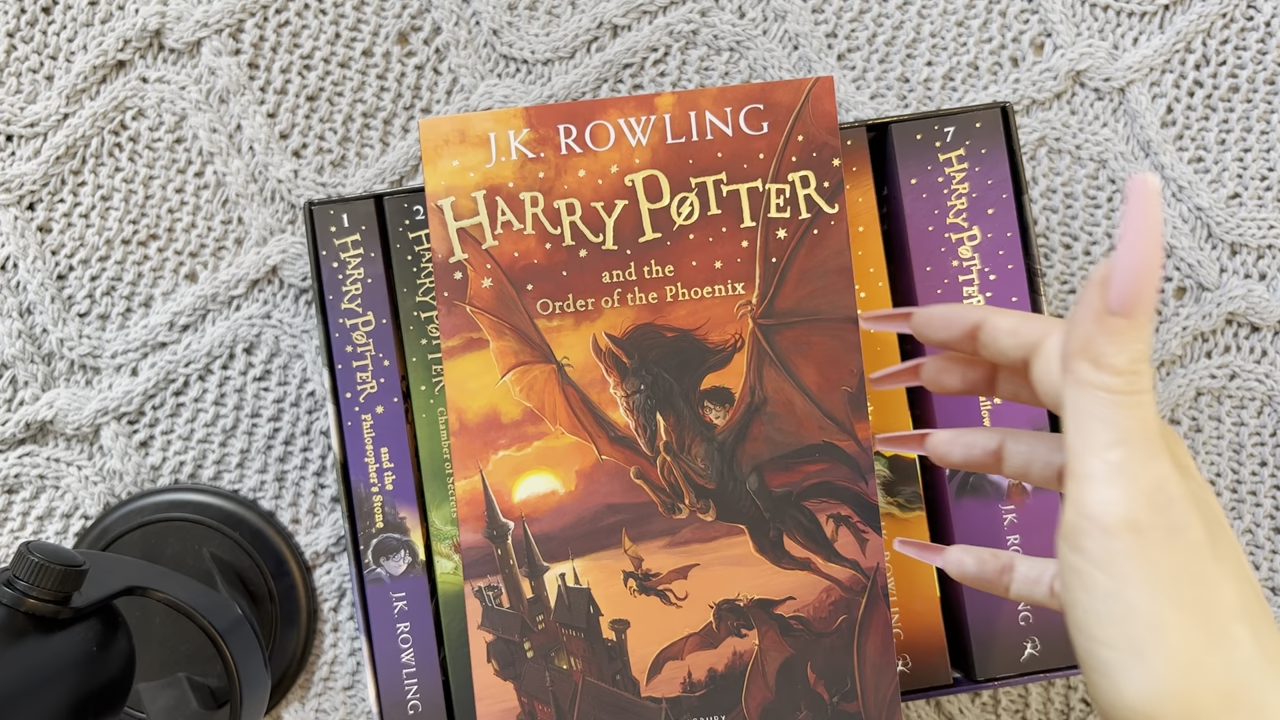 J.K. ROWLING
HARRY POTTER
and the
Order of the Phoenix
1
HARRY POTTER
and the
Philosopher's Stone
J.K. ROWLING
2
HARRY POTTER
Chamber of Secrets
ROWLING
7
HARRY POTTER
J.K.